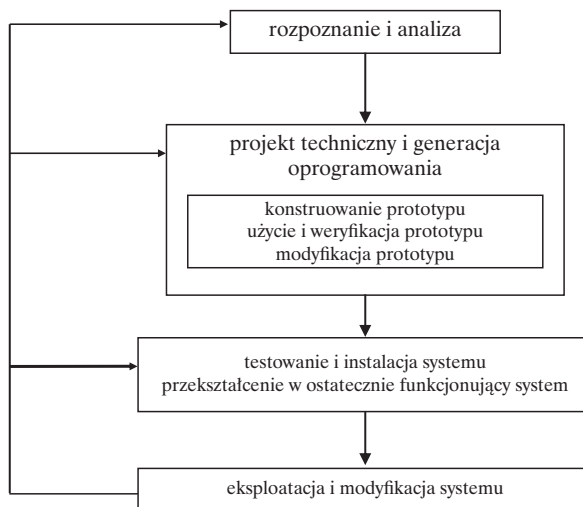 rozpoznanie i analiza
projekt techniczny i generacja
oprogramowania
konstruowanie prototypu
użycie i weryfikacja prototypu
modyfikacja prototypu
testowanie i instalacja systemu
przekształcenie w ostatecznie funkcjonujący system
eksploatacja i modyfikacja systemu